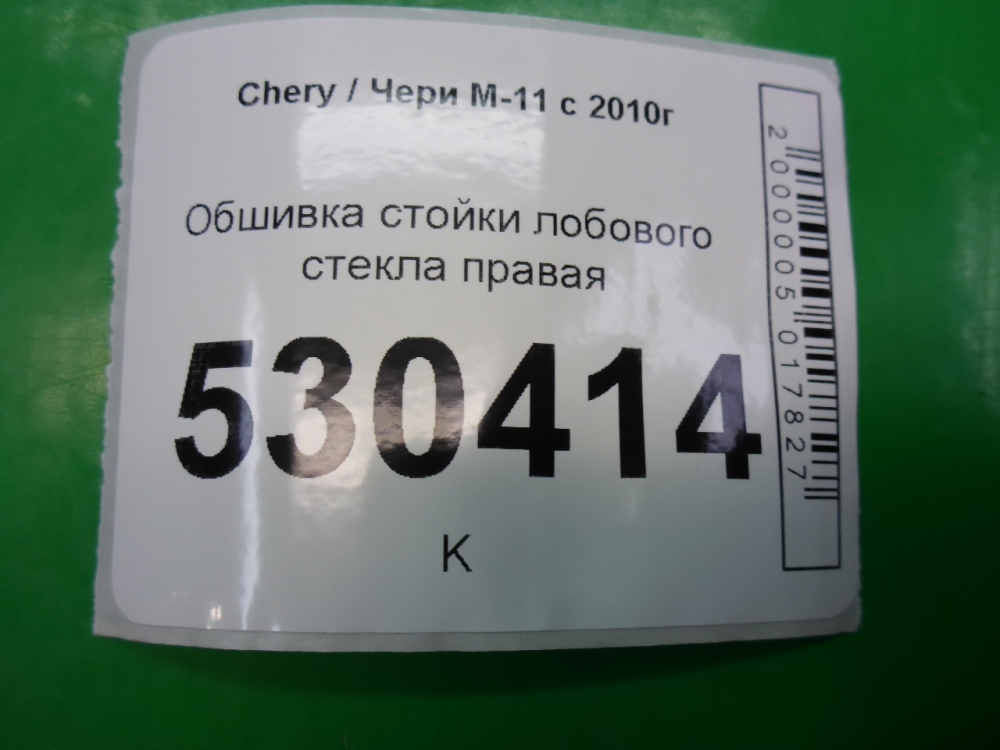 Chery / Чери М-11 с 2010г
Обшивка стойки лобового
стекла правая
530414
К
2000005017827